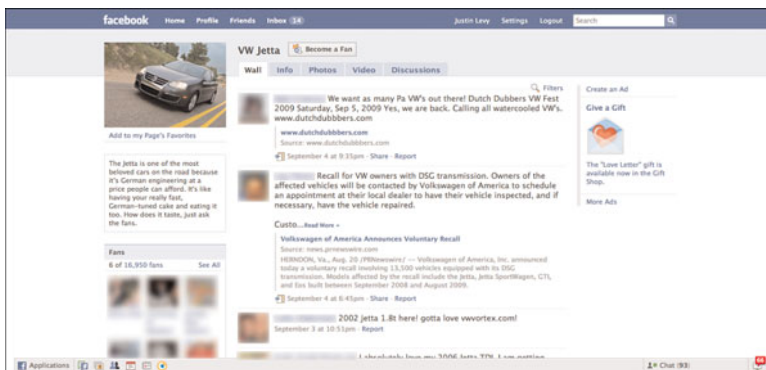 facebook Home Profile Friends Inbox 14 Justin Levy Settings Logout Search
VW Jetta Become a Fan
Wall Info Photos Video Discussions
Add to my Page's Favorites
The Jetta is one of the most
beloved cars on the road because
it's German engineering at a
price people can afford. It's like
having your really fast,
German-tuned cake and eating it
too. How does it taste, just ask
the fans.
Fans
6 of 16,950 fans See All
Filters
We want as many Pa VW's out there! Dutch Dubbers VW Fest
2009 Saturday, Sep 5, 2009 Yes, we are back. Calling all watercooled VW's.
www.dutchdubbbers.com
www.dutchdubbbers.com
Source: www.dutchdubbbers.com
September 4 at 9:35pm · Share · Report
Recall for VW owners with DSG transmission. Owners of the
affected vehicles will be contacted by Volkswagen of America to schedule
an appointment at their local dealer to have their vehicle inspected, and if
necessary, have the vehicle repaired.
Custo...Read More »
Volkswagen of America Announces Voluntary Recall
Source: news.prnewswire.com
HERNDON, Va., Aug. 20 /PRNewswire/ -- Volkswagen of America, Inc. announced
today a voluntary recall involving 13,500 vehicles equipped with its DSG
transmission. Models affected by the recall include the Jetta, Jetta SportWagen, GTI,
and Eos built between September 2008 and August 2009.
September 4 at 6:45pm · Share · Report
2002 jetta 1.8t here! gotta love vwvortex.com!
September 3 at 10:51pm · Report
I absolutely love my 2006 Jetta TDI. I am getting
Create an Ad
Give a Gift
The "Love Letter" gift is
available now in the Gift
Shop.
More Ads
Applications Chat (93)